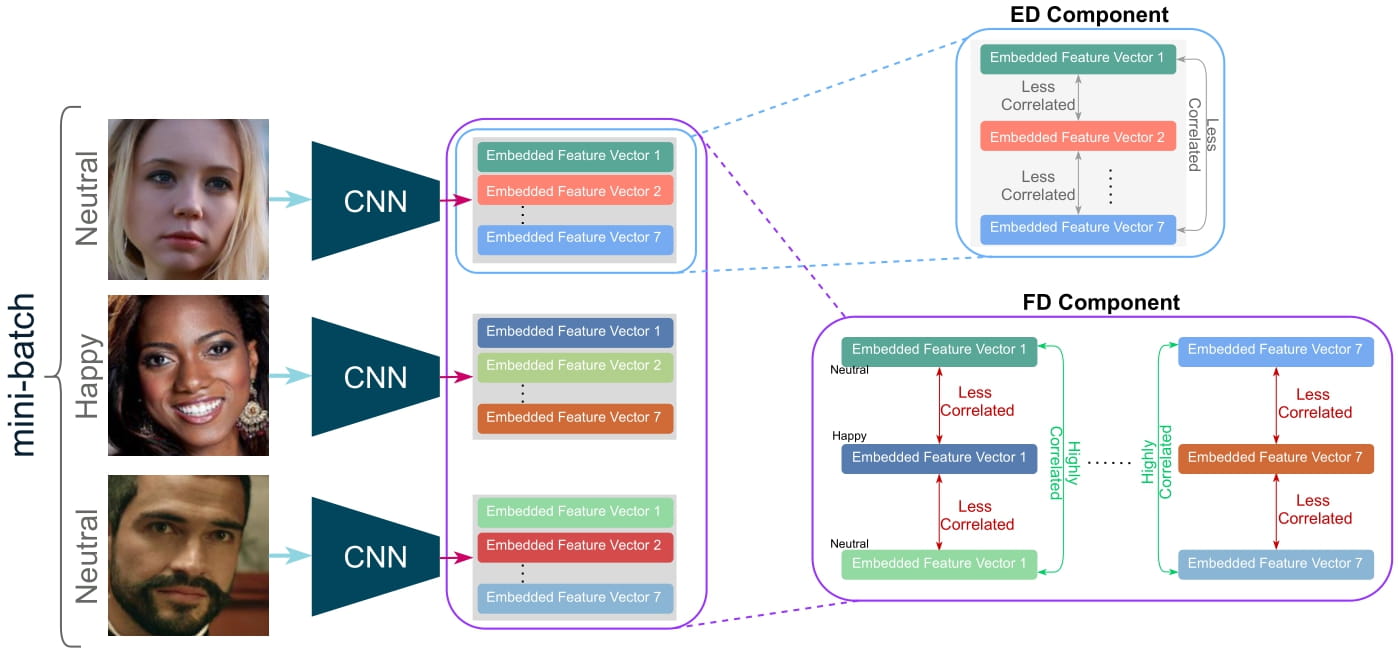 ED Component
Embedded Feature Vector 1
Less
Correlated
Embedded Feature Vector 2
Less
Correlated
Embedded Feature Vector 7
Less
Correlated
mini-batch
Neutral
CNN
Embedded Feature Vector 1
Embedded Feature Vector 2
Embedded Feature Vector 7
Happy
CNN
Embedded Feature Vector 1
Embedded Feature Vector 2
Embedded Feature Vector 7
Neutral
CNN
Embedded Feature Vector 1
Embedded Feature Vector 2
Embedded Feature Vector 7
FD Component
Embedded Feature Vector 1
Neutral
Less
Correlated
Happy
Embedded Feature Vector 1
Less
Correlated
Neutral
Embedded Feature Vector 1
Highly
Correlated
Highly
Correlated
Embedded Feature Vector 7
Less
Correlated
Embedded Feature Vector 7
Less
Correlated
Embedded Feature Vector 7